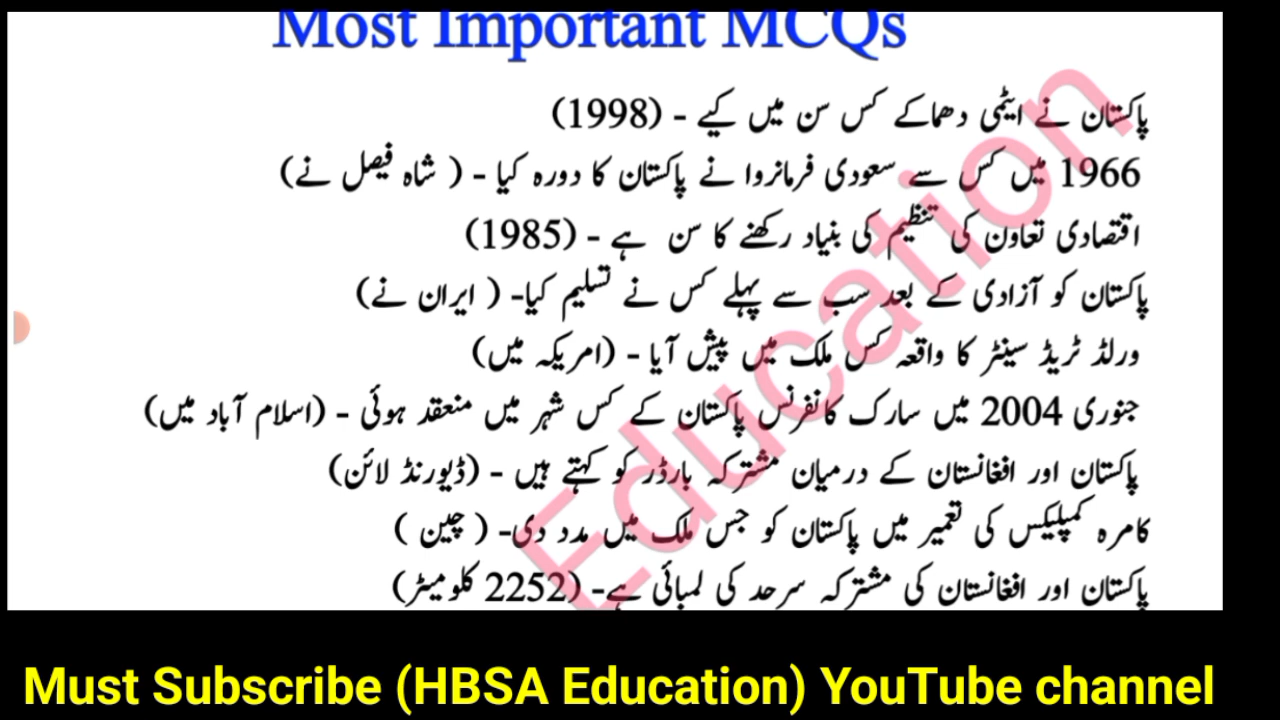 Most Important MCQs
پاکستان نے ایٹمی دھماکے کس سن میں کیے - (1998)
1966 میں کس سے سعودی فرمانروا نے پاکستان کا دورہ کیا - ( شاہ فیصل نے)
اقتصادی تعاون کی تنظیم کی بنیاد رکھنے کا سن ہے - (1985)
پاکستان کو آزادی کے بعد سب سے پہلے کس نے تسلیم کیا- ( ایران نے)
ورلڈ ٹریڈ سینٹر کا واقعہ کس ملک میں پیش آیا - (امریکہ میں)
جنوری 2004 میں سارک کانفرنس پاکستان کے کس شہر میں منعقد ہوئی - (اسلام آباد میں)
پاکستان اور افغانستان کے درمیان مشترکہ بارڈر کو کہتے ہیں - (ڈیورنڈ لائن)
کامرہ کمپلیکس کی تعمیر میں پاکستان کو جس ملک میں مدد دی- ( چین )
پاکستان اور افغانستان کی مشترکہ سرحد کی لمبائی ہے- (2252 کلومیٹر)
Education
Must Subscribe (HBSA Education) YouTube channel